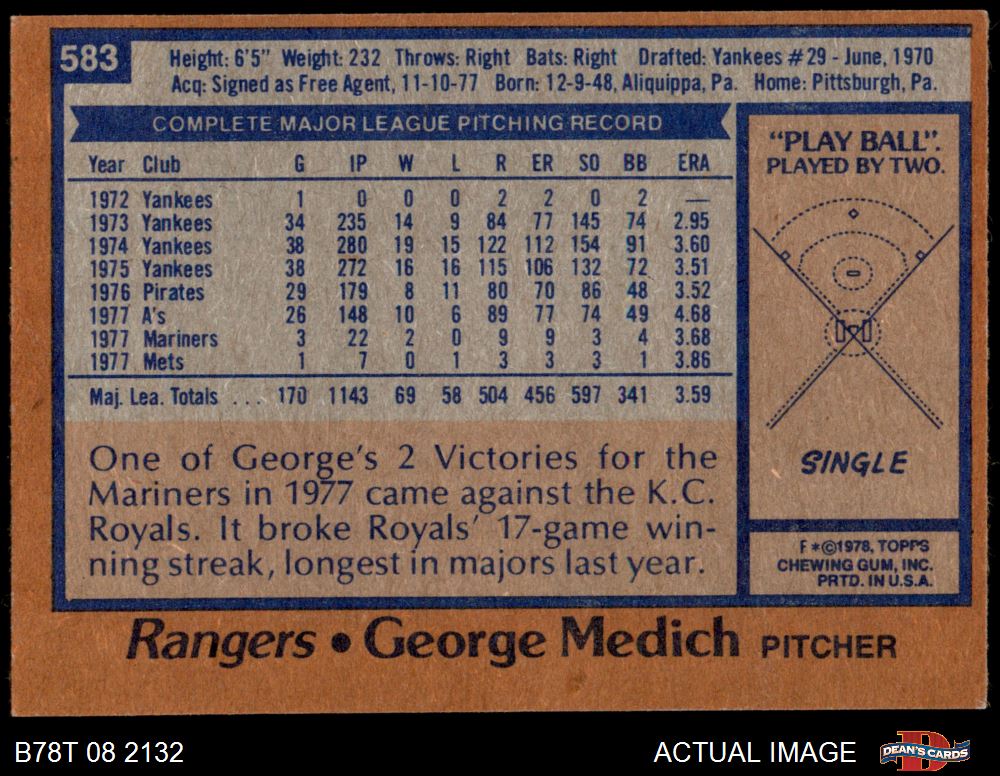 583
Height: 6'5" Weight: 232 Throws: Right Bats: Right Drafted: Yankees #29 - June, 1970
Acq: Signed as Free Agent, 11-10-77 Born: 12-9-48, Aliquippa, Pa. Home: Pittsburgh, Pa.
COMPLETE MAJOR LEAGUE PITCHING RECORD
Year Club G IP W L R ER SO BB ERA
1972 Yankees 1 0 0 0 2 2 0 2 —
1973 Yankees 34 235 14 9 84 77 145 74 2.95
1974 Yankees 38 280 19 15 122 112 154 91 3.60
1975 Yankees 38 272 16 16 115 106 132 72 3.51
1976 Pirates 29 179 8 11 80 70 86 48 3.52
1977 A's 26 148 10 6 89 77 74 49 4.68
1977 Mariners 3 22 2 0 9 9 3 4 3.68
1977 Mets 1 7 0 1 3 3 3 1 3.86
Maj. Lea. Totals ... 170 1143 69 58 504 456 597 341 3.59
One of George's 2 Victories for the
Mariners in 1977 came against the K.C.
Royals. It broke Royals' 17-game win-
ning streak, longest in majors last year.
"PLAY BALL".
PLAYED BY TWO.
SINGLE
F*©1978, TOPPS
CHEWING GUM, INC.
PRTD. IN U.S.A.
Rangers • George Medich PITCHER
B78T 08 2132
ACTUAL IMAGE
D
DEAN'S CARDS